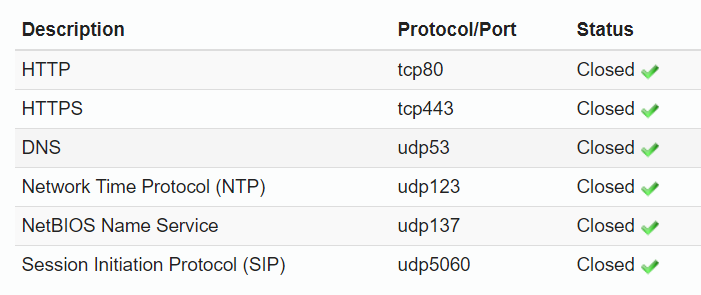 Description Protocol/Port Status
HTTP tcp80 Closed
HTTPS tcp443 Closed
DNS udp53 Closed
Network Time Protocol (NTP) udp123 Closed
NetBIOS Name Service udp137 Closed
Session Initiation Protocol (SIP) udp5060 Closed